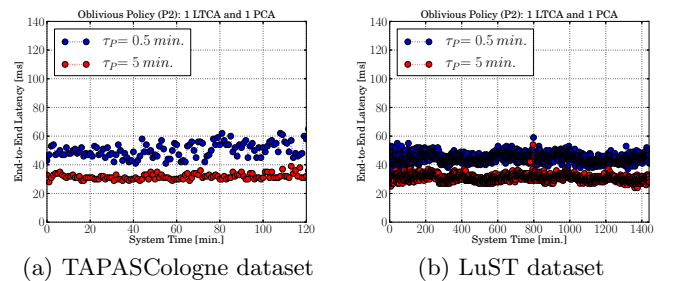 Oblivious Policy (P2): 1 LTCA and 1 PCA
End-to-End Latency [ms]
140
120
100
80
60
40
20
0
τ_P = 0.5 min.
τ_P = 5 min.
0 20 40 60 80 100 120
System Time [min.]
(a) TAPASCologne dataset
Oblivious Policy (P2): 1 LTCA and 1 PCA
End-to-End Latency [ms]
140
120
100
80
60
40
20
0
τ_P = 0.5 min.
τ_P = 5 min.
0 200 400 600 800 1000 1200 1400
System Time [min.]
(b) LuST dataset